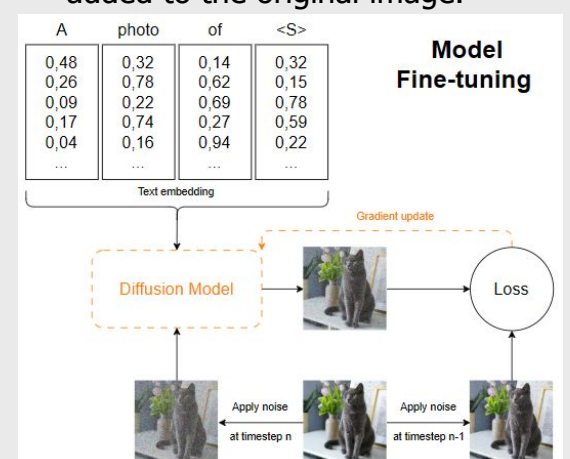 added to the original image.
A photo of <S>
Model
Fine-tuning
0,48 0,32 0,14 0,32
0,26 0,78 0,62 0,15
0,09 0,22 0,69 0,78
0,17 0,74 0,27 0,59
0,04 0,16 0,94 0,22
... ... ... ...
Text embedding
Gradient update
Diffusion Model
Loss
Apply noise
at timestep n
Apply noise
at timestep n-1